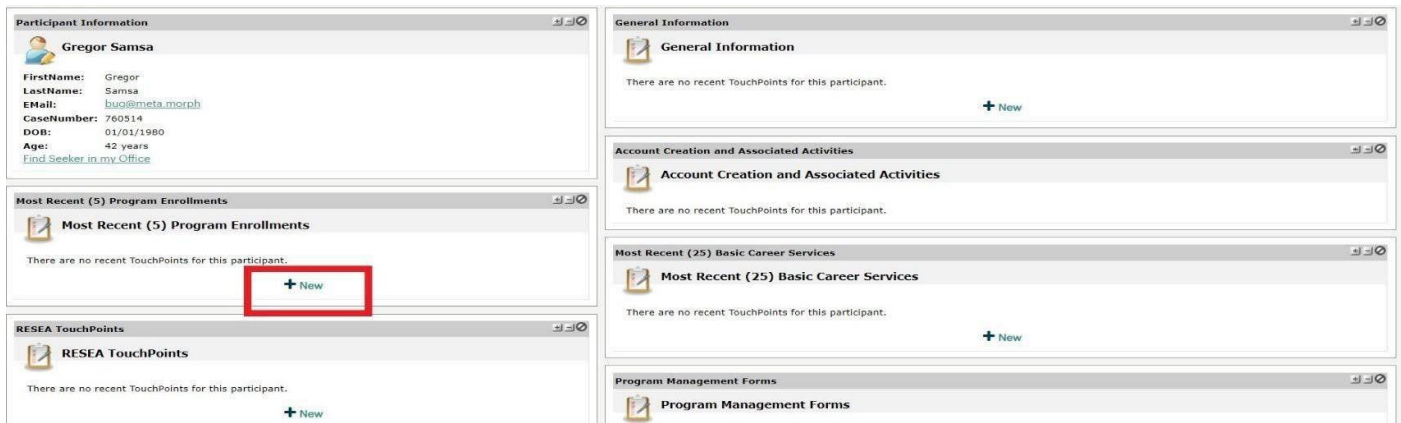 Participant Information
Gregor Samsa
FirstName: Gregor
LastName: Samsa
EMail: bug@meta.morph
CaseNumber: 760514
DOB: 01/01/1980
Age: 42 years
Find Seeker in my Office
Most Recent (5) Program Enrollments
Most Recent (5) Program Enrollments
There are no recent TouchPoints for this participant.
+ New
RESEA TouchPoints
RESEA TouchPoints
There are no recent TouchPoints for this participant.
+ New
General Information
General Information
There are no recent TouchPoints for this participant.
+ New
Account Creation and Associated Activities
Account Creation and Associated Activities
There are no recent TouchPoints for this participant.
Most Recent (25) Basic Career Services
Most Recent (25) Basic Career Services
There are no recent TouchPoints for this participant.
+ New
Program Management Forms
Program Management Forms